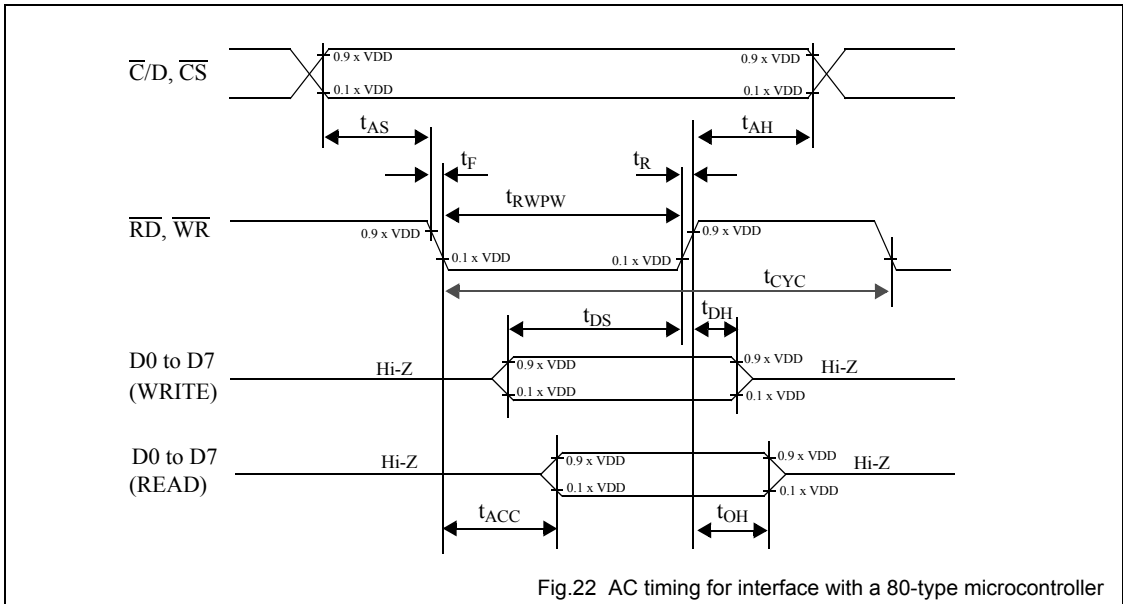 C̅/D, C̅S̅
0.9 x VDD
0.9 x VDD
0.1 x VDD
0.1 x VDD
tAS
tAH
tF
tR
tRWPW
R̅D̅, W̅R̅
0.9 x VDD
0.9 x VDD
0.1 x VDD
0.1 x VDD
tCYC
tDS
tDH
D0 to D7
(WRITE)
Hi-Z
0.9 x VDD
0.9 x VDD
Hi-Z
0.1 x VDD
0.1 x VDD
D0 to D7
(READ)
Hi-Z
0.9 x VDD
0.9 x VDD
Hi-Z
0.1 x VDD
0.1 x VDD
tACC
tOH
Fig.22 AC timing for interface with a 80-type microcontroller